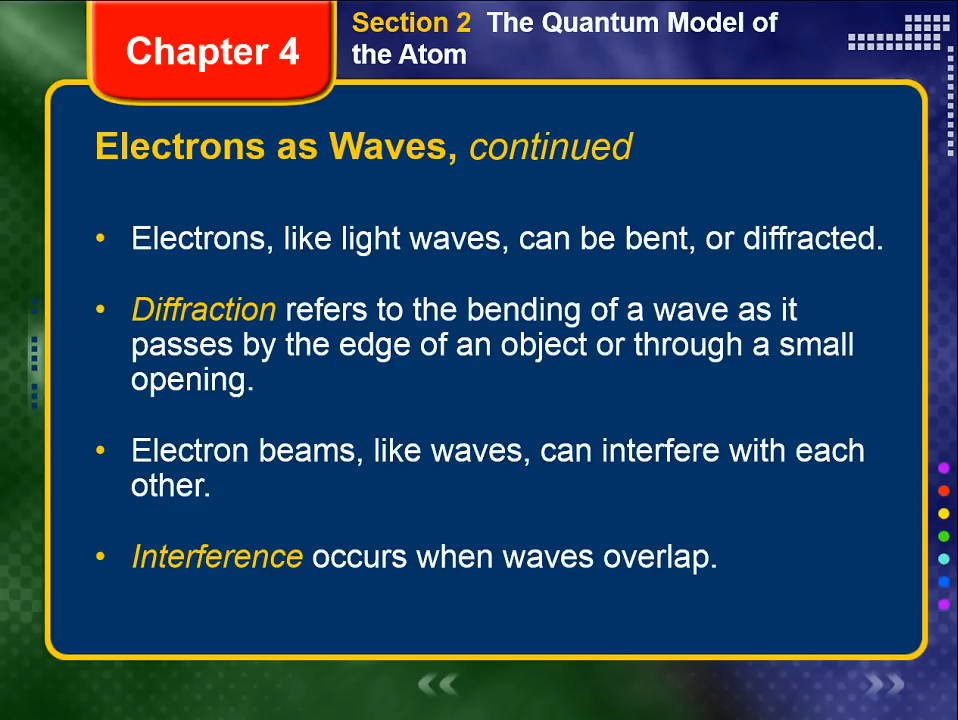 Chapter 4
Section 2 The Quantum Model of
the Atom
Electrons as Waves, continued
• Electrons, like light waves, can be bent, or diffracted.
• Diffraction refers to the bending of a wave as it
passes by the edge of an object or through a small
opening.
• Electron beams, like waves, can interfere with each
other.
• Interference occurs when waves overlap.